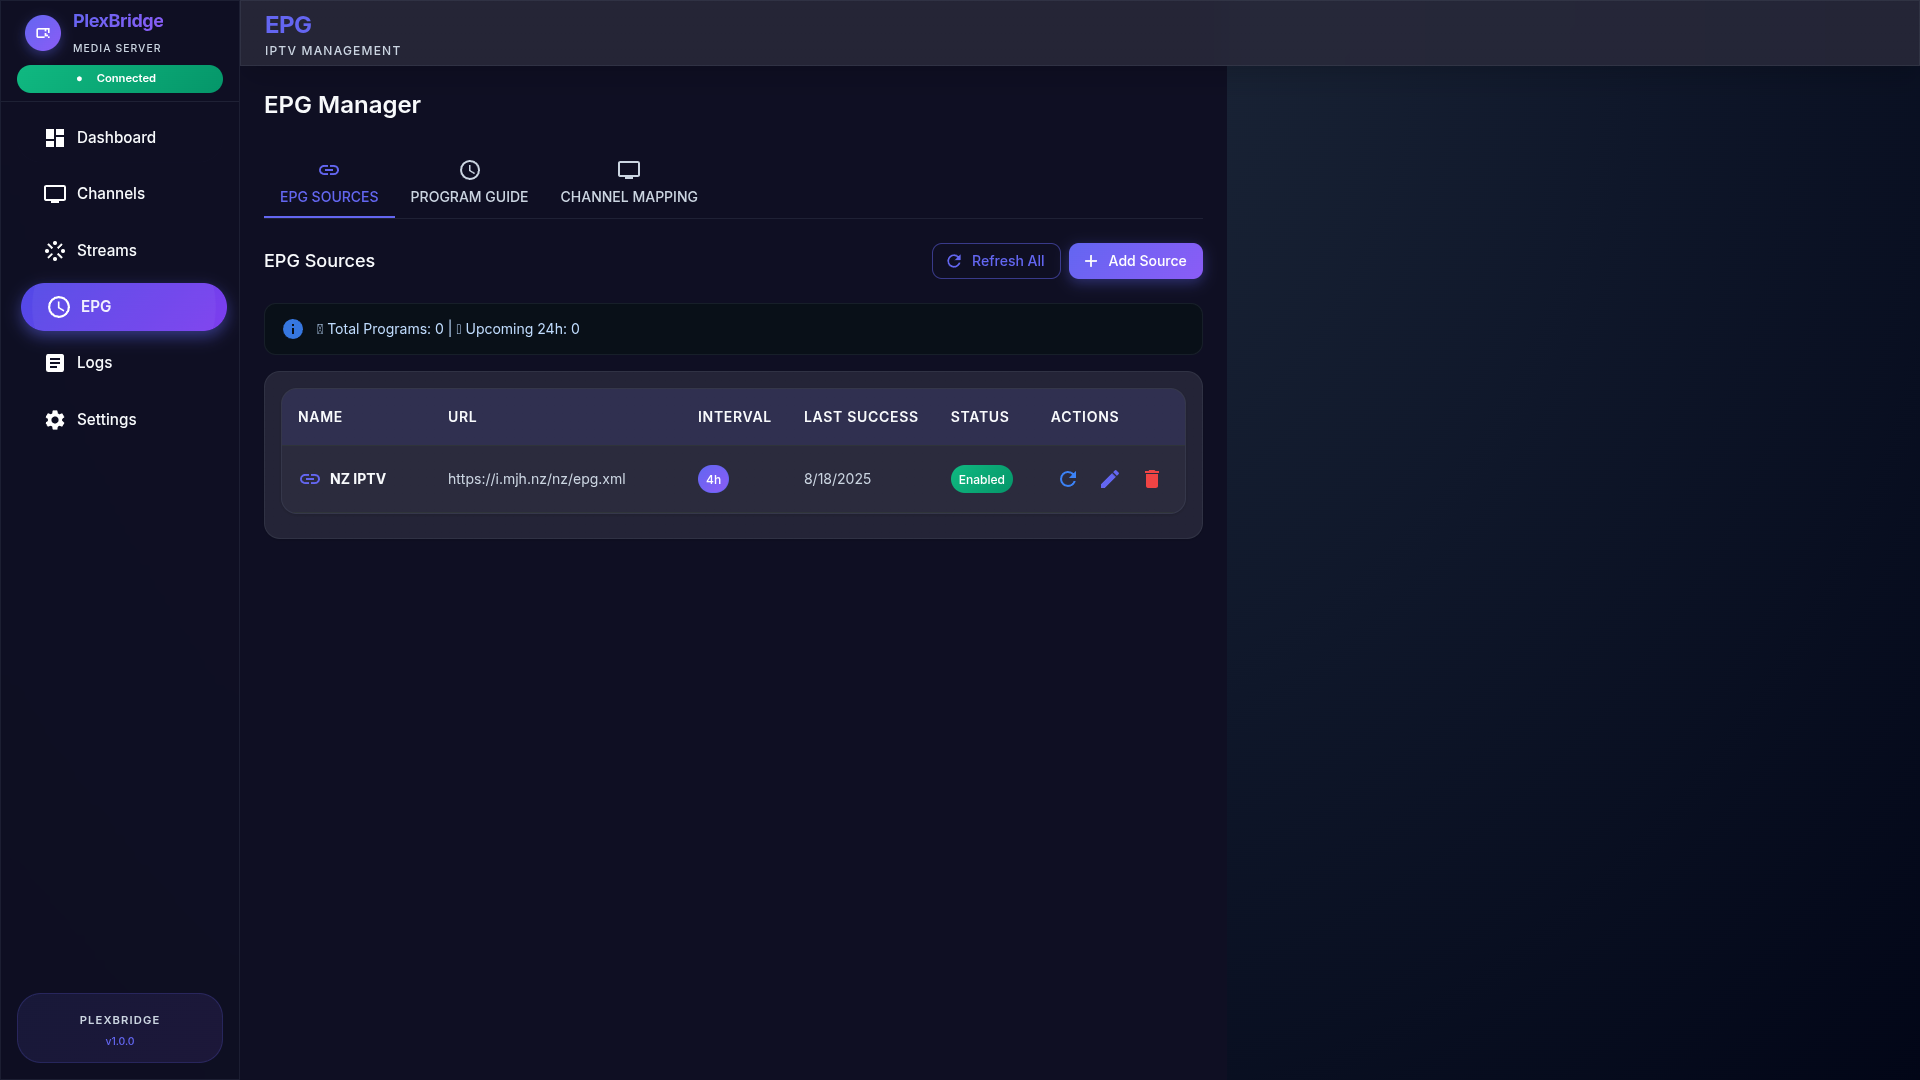 PlexBridge
MEDIA SERVER
Connected
Dashboard
Channels
Streams
EPG
Logs
Settings
PLEXBRIDGE
v1.0.0
EPG
IPTV MANAGEMENT
EPG Manager
EPG SOURCES PROGRAM GUIDE CHANNEL MAPPING
EPG Sources Refresh All Add Source
Total Programs: 0 | Upcoming 24h: 0
NAME URL INTERVAL LAST SUCCESS STATUS ACTIONS
NZ IPTV https://i.mjh.nz/nz/epg.xml 4h 8/18/2025 Enabled